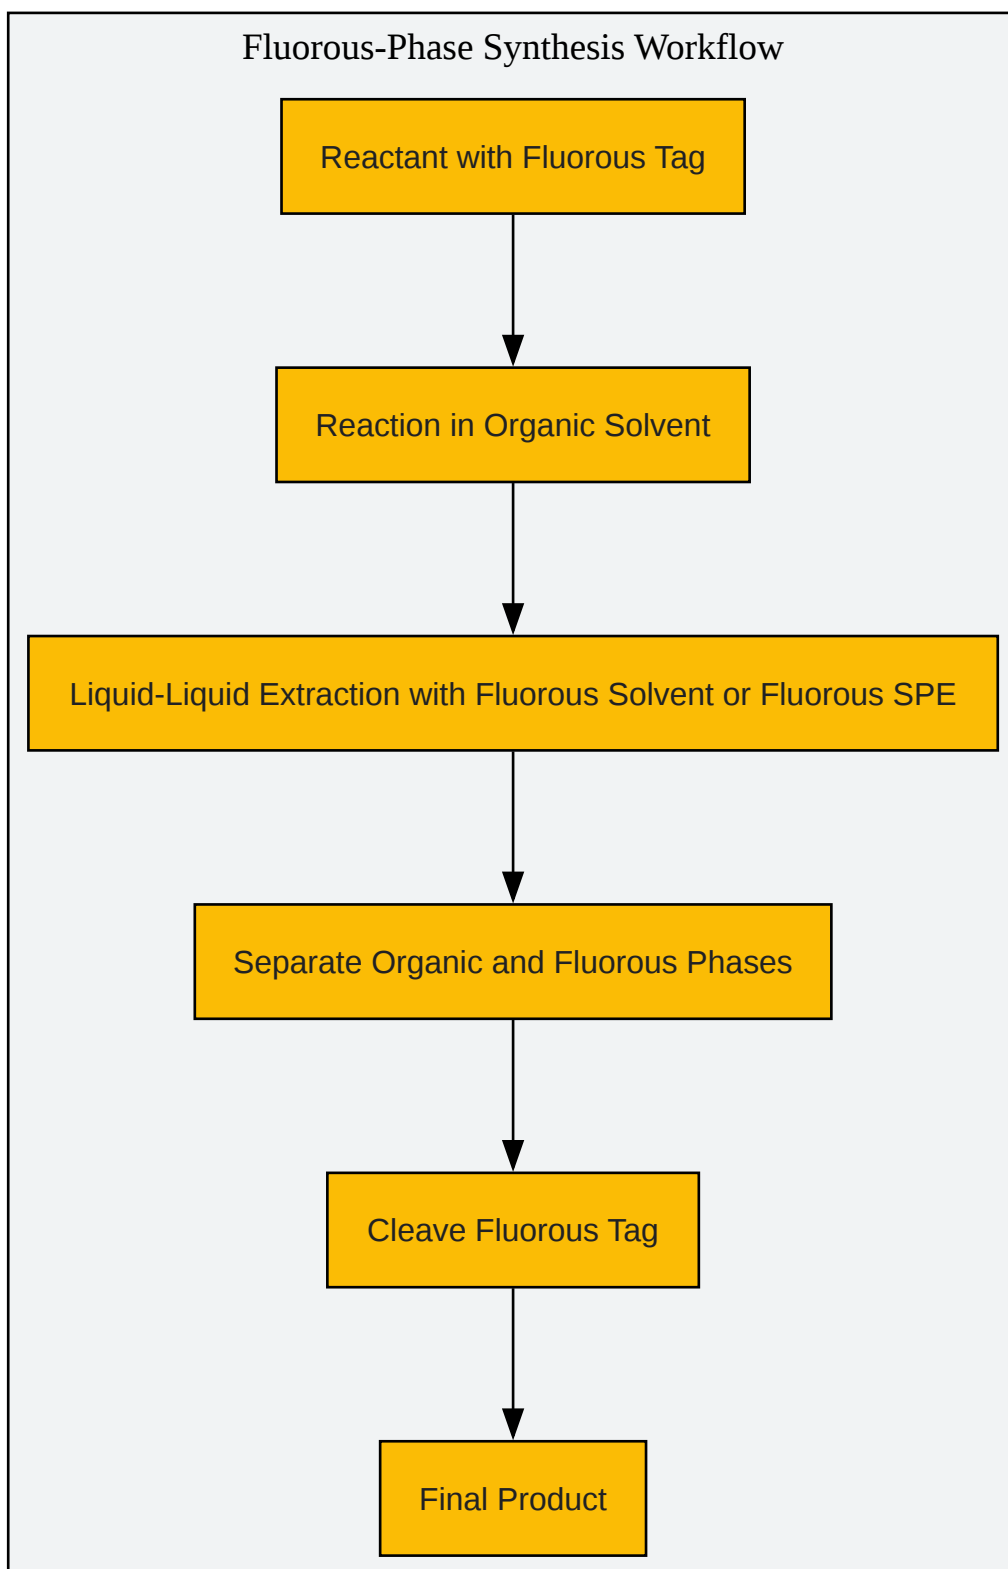 Fluorous-Phase Synthesis Workflow
Reactant with Fluorous Tag
Reaction in Organic Solvent
Liquid-Liquid Extraction with Fluorous Solvent or Fluorous SPE
Separate Organic and Fluorous Phases
Cleave Fluorous Tag
Final Product